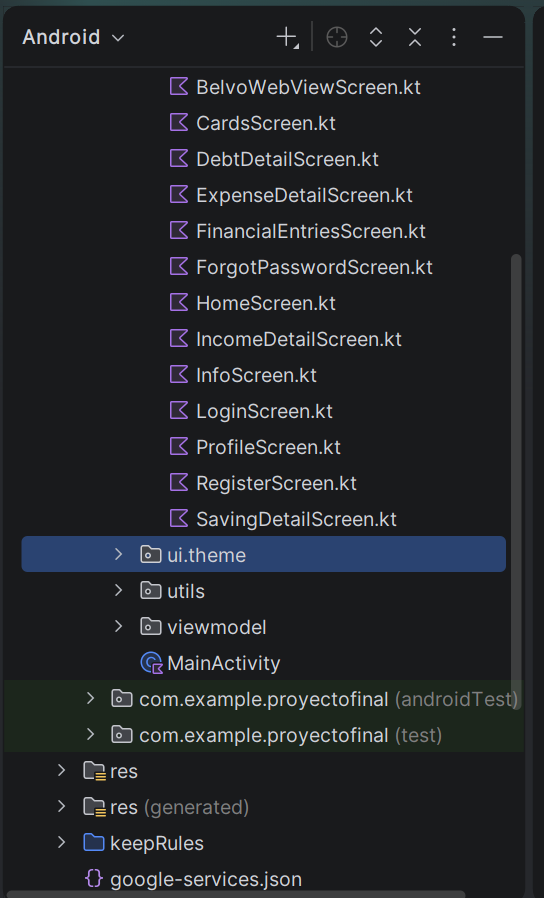 Android
BelvoWebViewScreen.kt
CardsScreen.kt
DebtDetailScreen.kt
ExpenseDetailScreen.kt
FinancialEntriesScreen.kt
ForgotPasswordScreen.kt
HomeScreen.kt
IncomeDetailScreen.kt
InfoScreen.kt
LoginScreen.kt
ProfileScreen.kt
RegisterScreen.kt
SavingDetailScreen.kt
ui.theme
utils
viewmodel
MainActivity
com.example.proyectofinal (androidTest)
com.example.proyectofinal (test)
res
res (generated)
keepRules
google-services.json